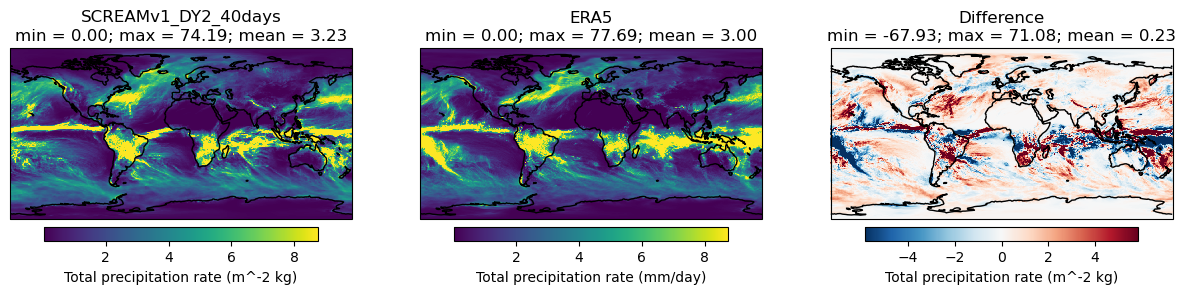 SCREAMv1_DY2_40days
min = 0.00; max = 74.19; mean = 3.23
2 4 6 8
Total precipitation rate (m^-2 kg)
ERA5
min = 0.00; max = 77.69; mean = 3.00
2 4 6 8
Total precipitation rate (mm/day)
Difference
min = -67.93; max = 71.08; mean = 0.23
−4 −2 0 2 4
Total precipitation rate (m^-2 kg)